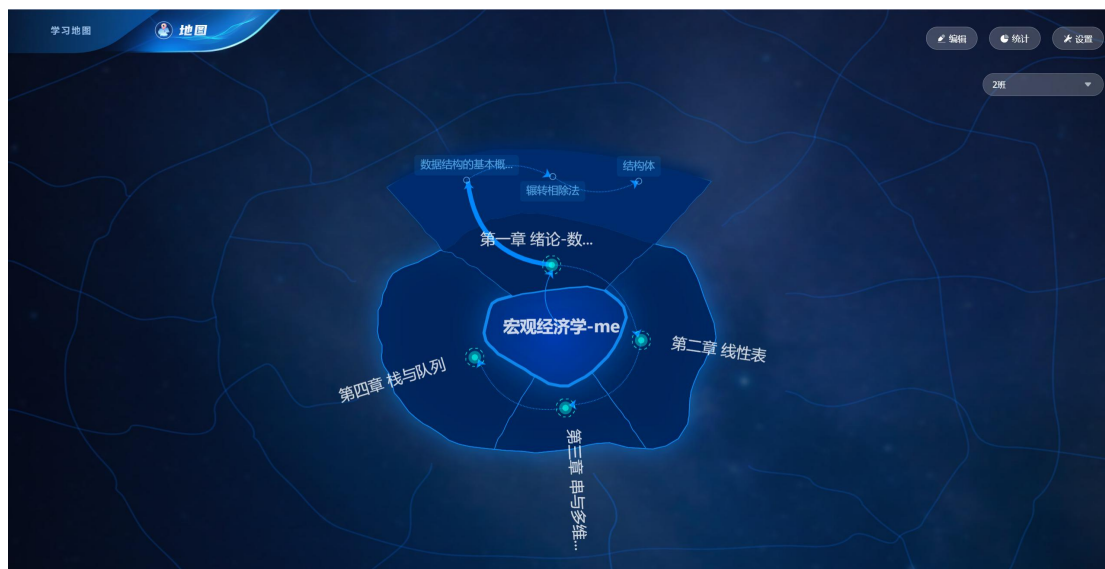 学习地图
地图
编辑
统计
设置
2班
数据结构的基本概...
辗转相除法
结构体
第一章 绪论-数...
宏观经济学-me
第二章 线性表
第四章 栈与队列
第三章 串与多维...